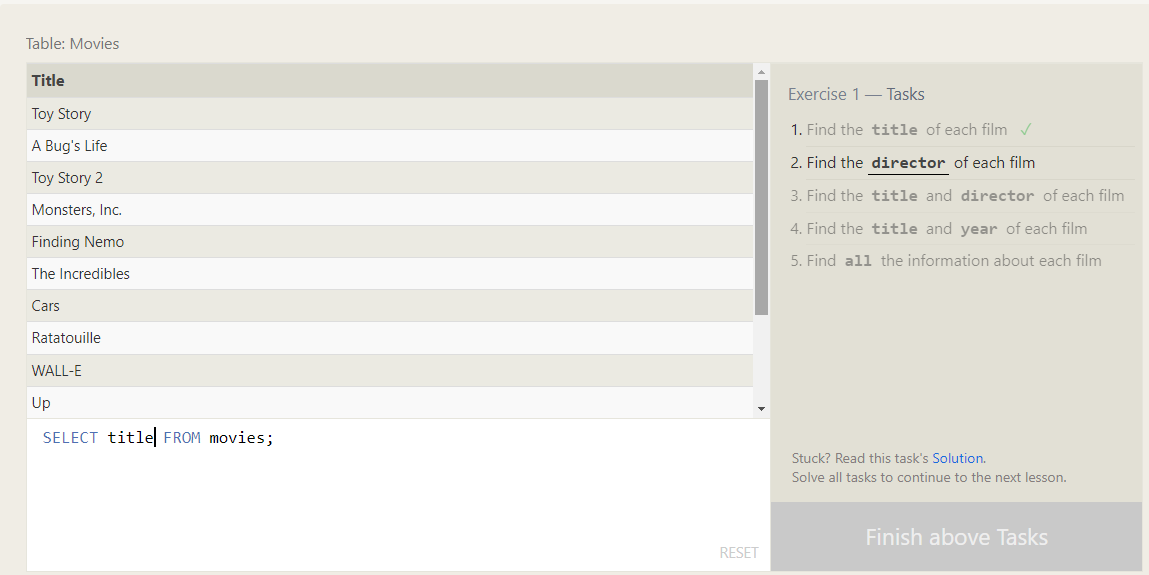 Table: Movies
Title
Toy Story
A Bug's Life
Toy Story 2
Monsters, Inc.
Finding Nemo
The Incredibles
Cars
Ratatouille
WALL-E
Up
SELECT title FROM movies;
RESET
Exercise 1 — Tasks
1. Find the title of each film ✓
2. Find the director of each film
3. Find the title and director of each film
4. Find the title and year of each film
5. Find all the information about each film
Stuck? Read this task's Solution.
Solve all tasks to continue to the next lesson.
Finish above Tasks